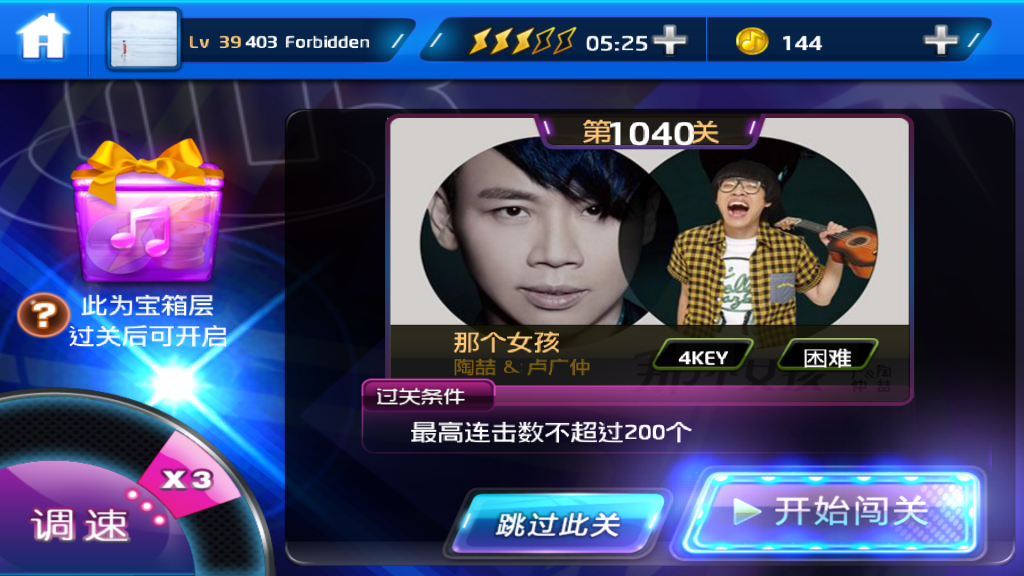 Lv 39 403 Forbidden
05:25
144
第1040关
此为宝箱层
过关后可开启
?
那个女孩
陶喆 & 卢广仲
4KEY
困难
过关条件
最高连击数不超过200个
X3
调速
跳过此关
开始闯关